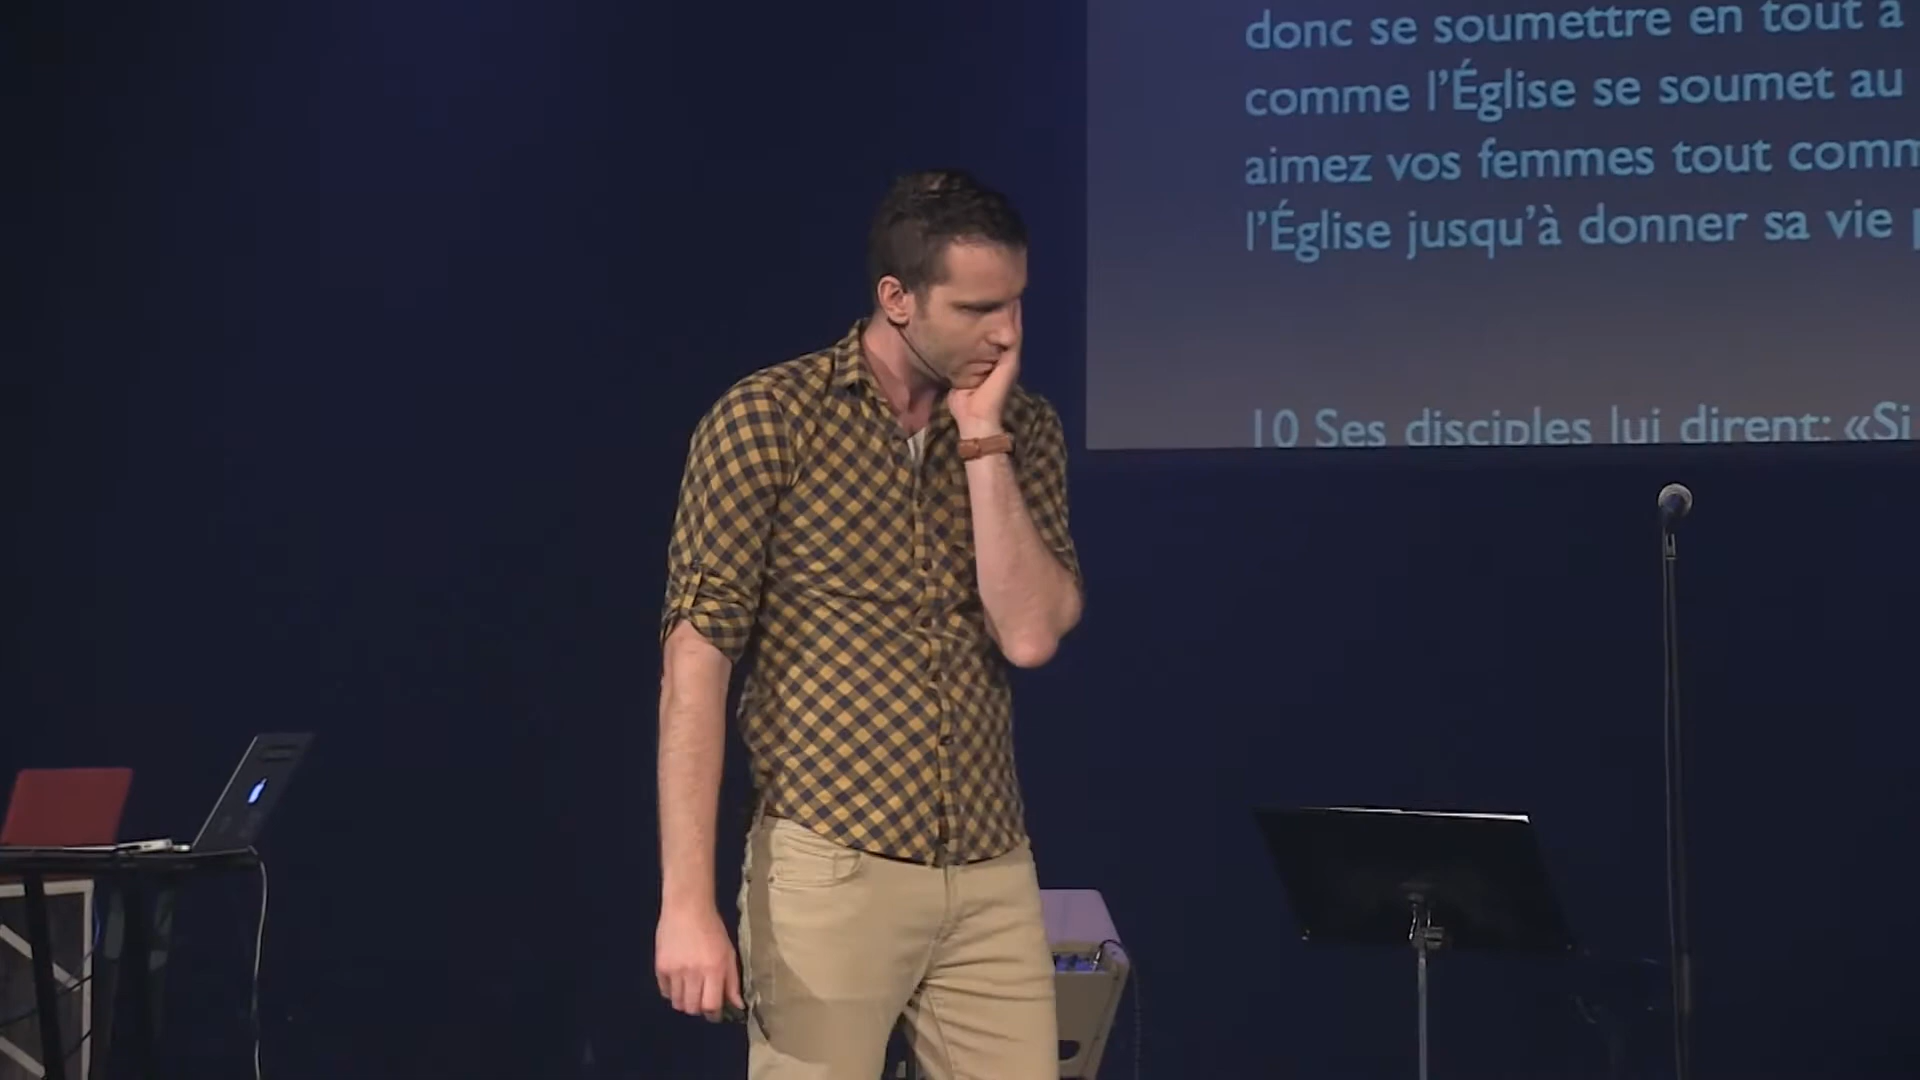 donc se soumettre en tout à
comme l'Église se soumet au
aimez vos femmes tout comm
l'Église jusqu'à donner sa vie
10 Ses disciples lui dirent: «Si